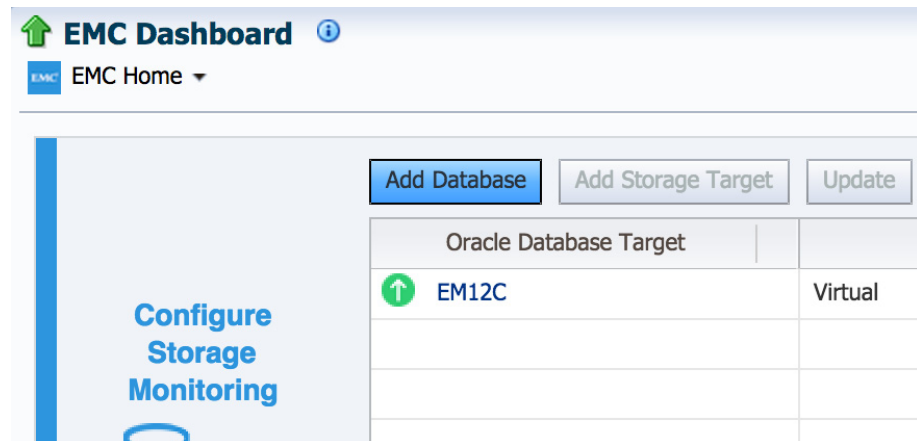 EMC Dashboard
EMC EMC Home
Add Database Add Storage Target Update
Oracle Database Target
EM12C Virtual
Configure
Storage
Monitoring